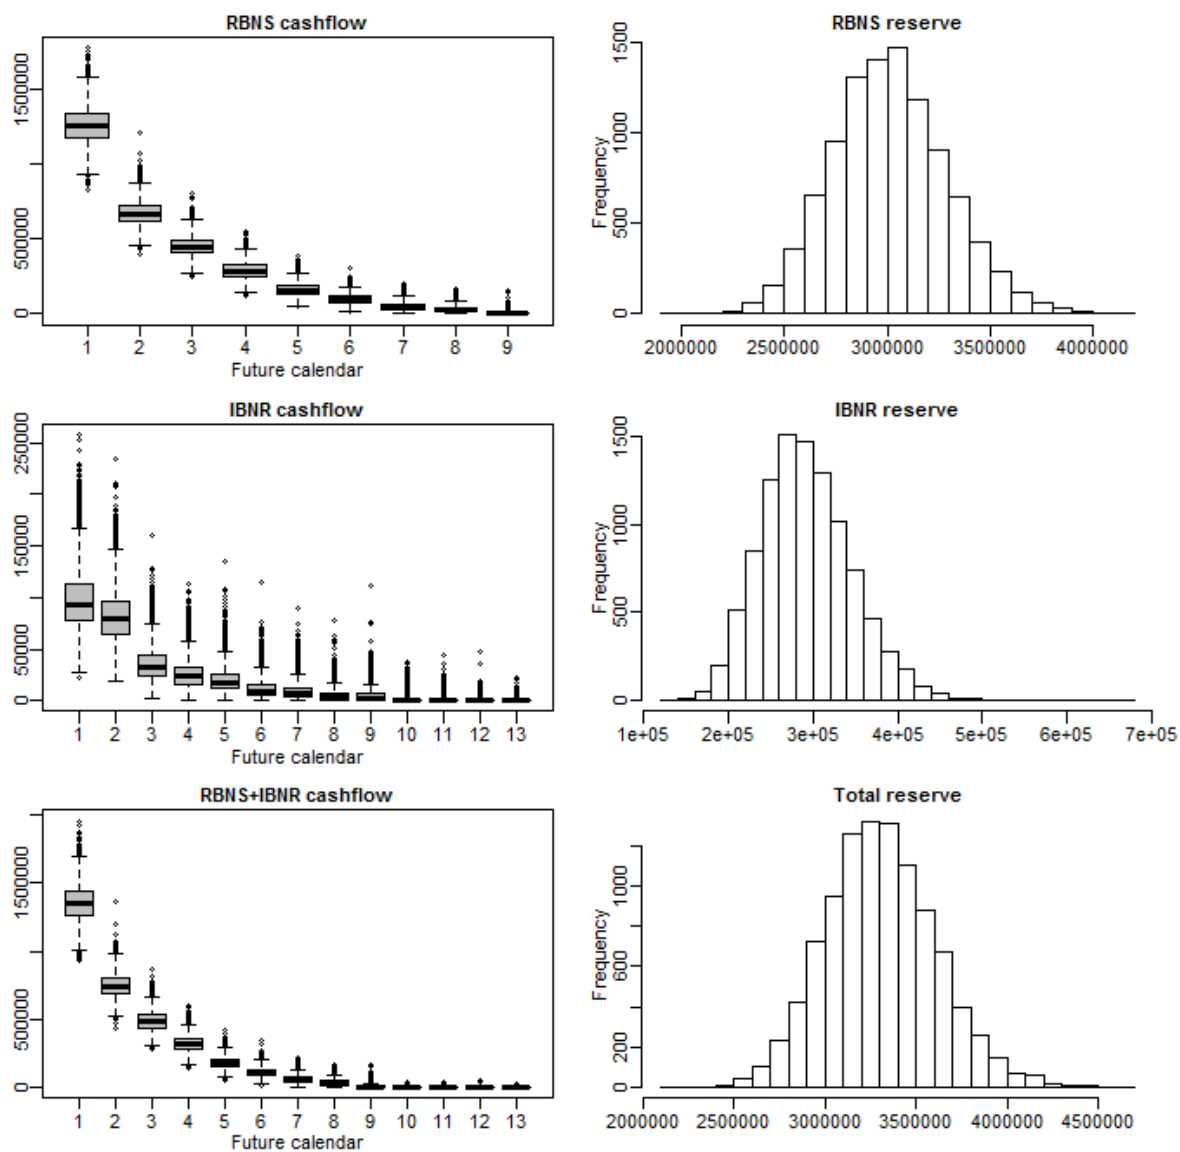 RBNS cashflow
0 500000 1500000
1 2 3 4 5 6 7 8 9
Future calendar
RBNS reserve
Frequency
0 500 1000 1500
2000000 2500000 3000000 3500000 4000000
IBNR cashflow
0 50000 150000 250000
1 2 3 4 5 6 7 8 9 10 11 12 13
Future calendar
IBNR reserve
Frequency
0 500 1000 1500
1e+05 2e+05 3e+05 4e+05 5e+05 6e+05 7e+05
RBNS+IBNR cashflow
0 500000 1500000
1 2 3 4 5 6 7 8 9 10 11 12 13
Future calendar
Total reserve
Frequency
0 200 600 1000
2000000 2500000 3000000 3500000 4000000 4500000